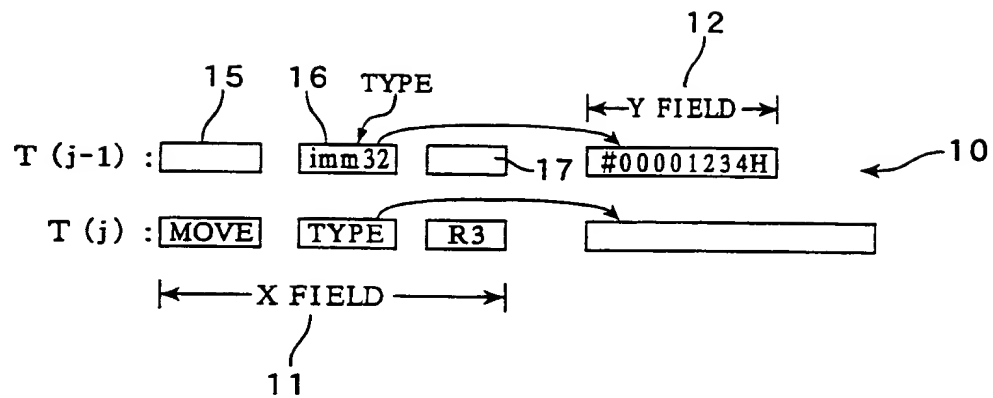 12
15 16 TYPE
Y FIELD
T (j-1) : imm32 17 #00001234H 10
T (j) : MOVE TYPE R3
X FIELD
11